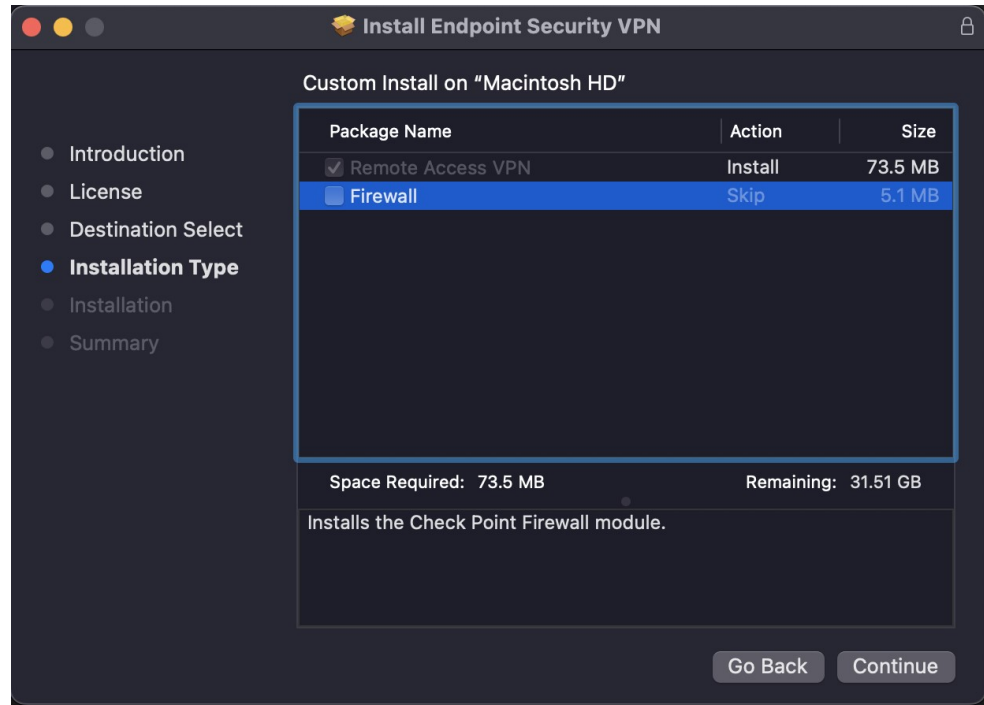 Install Endpoint Security VPN
Custom Install on “Macintosh HD”
Introduction
License
Destination Select
Installation Type
Installation
Summary
Package Name Action Size
Remote Access VPN Install 73.5 MB
Firewall Skip 5.1 MB
Space Required: 73.5 MB Remaining: 31.51 GB
Installs the Check Point Firewall module.
Go Back Continue